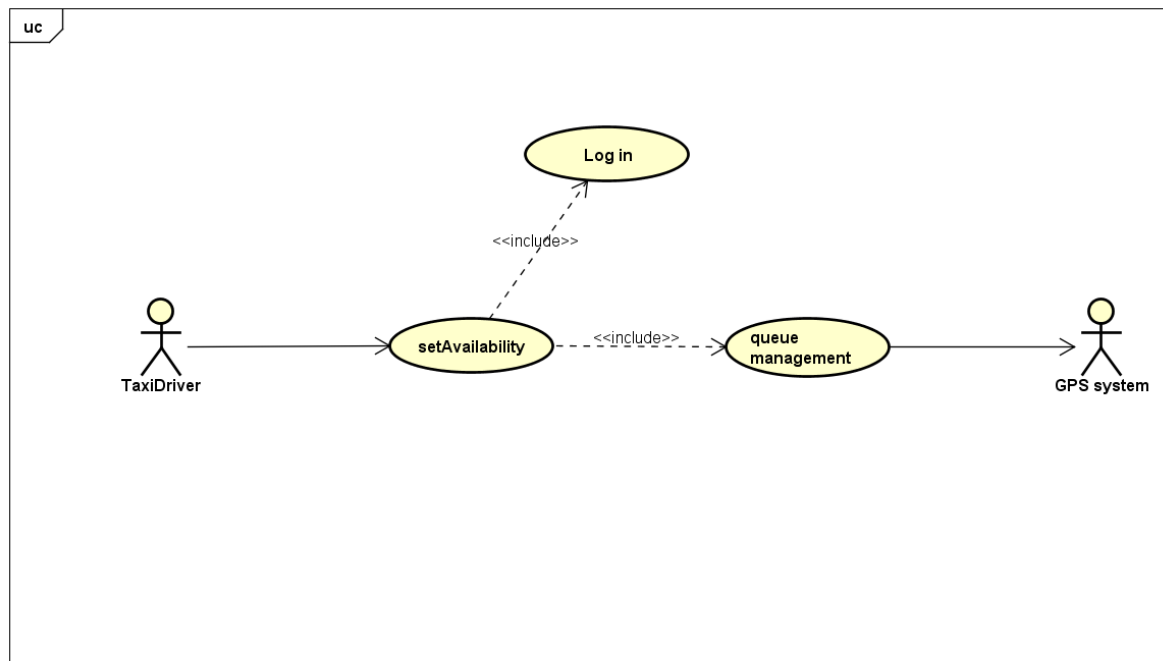 uc
Log in
<<include>>
TaxiDriver
setAvailability
<<include>>
queue
management
GPS system